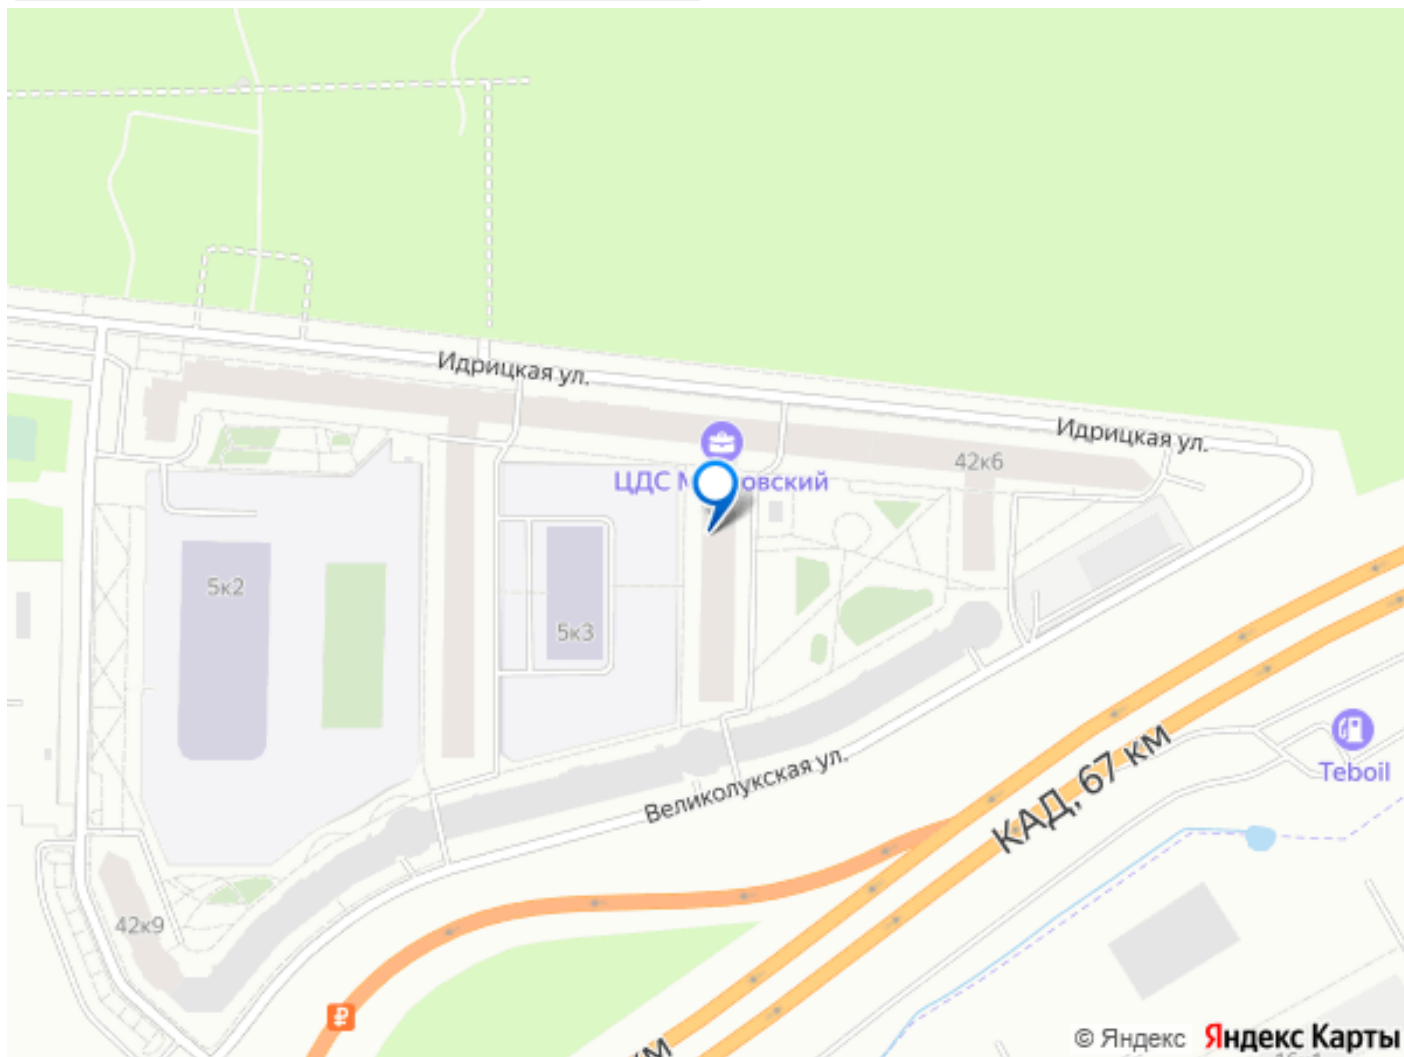 Идрицкая ул.
Идрицкая ул.
42к6
ЦДС М
овский
5к2
5к3
Великолукская ул.
КАД, 67 км
Teboil
42к9
₽
км
© Яндекс Яндекс Карты